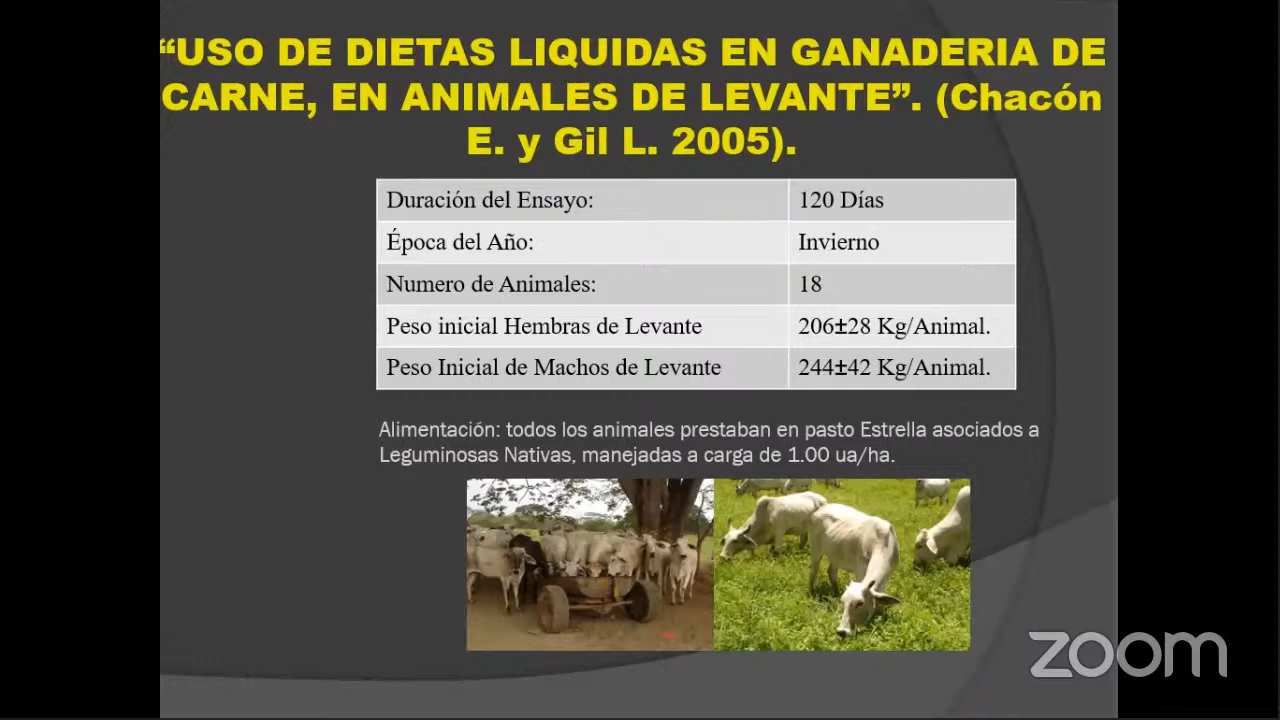 “USO DE DIETAS LIQUIDAS EN GANADERIA DE
CARNE, EN ANIMALES DE LEVANTE”. (Chacón
E. y Gil L. 2005).
Duración del Ensayo: 120 Días
Época del Año: Invierno
Numero de Animales: 18
Peso inicial Hembras de Levante 206±28 Kg/Animal.
Peso Inicial de Machos de Levante 244±42 Kg/Animal.
Alimentación: todos los animales prestaban en pasto Estrella asociados a
Leguminosas Nativas, manejadas a carga de 1.00 ua/ha.
zoom